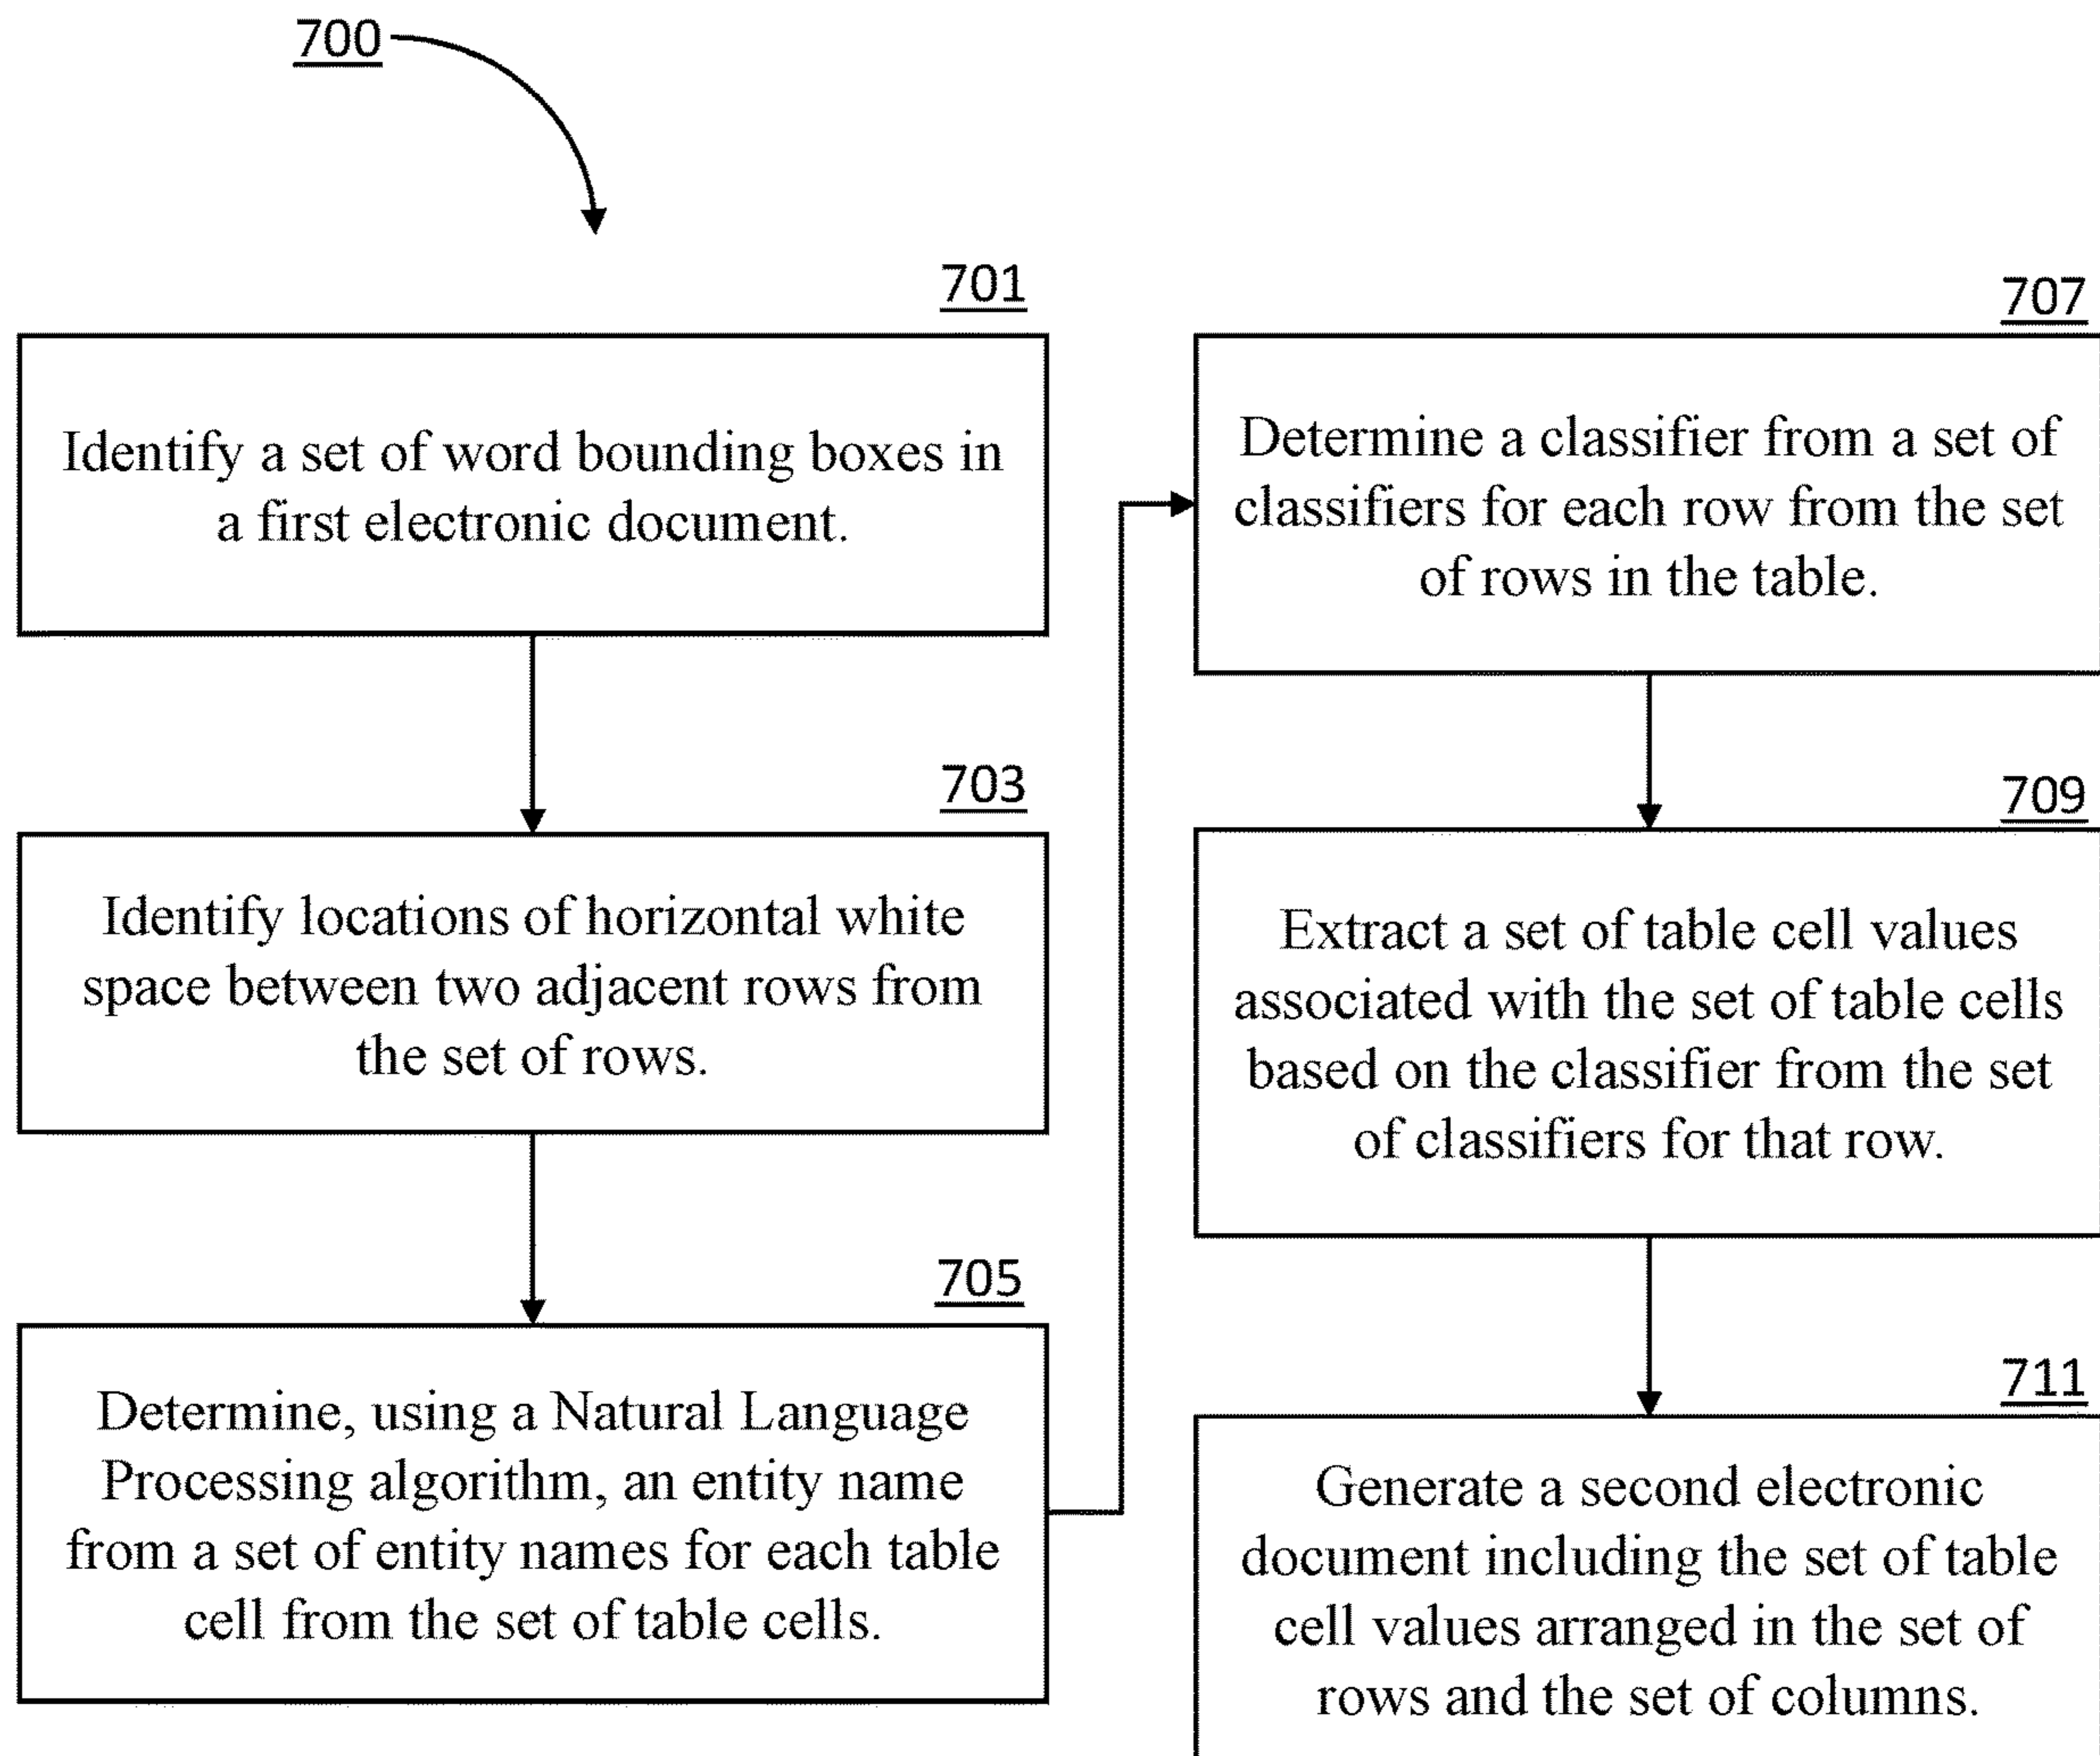 700
701
Identify a set of word bounding boxes in
a first electronic document.
703
Identify locations of horizontal white
space between two adjacent rows from
the set of rows.
705
Determine, using a Natural Language
Processing algorithm, an entity name
from a set of entity names for each table
cell from the set of table cells.
707
Determine a classifier from a set of
classifiers for each row from the set
of rows in the table.
709
Extract a set of table cell values
associated with the set of table cells
based on the classifier from the set
of classifiers for that row.
711
Generate a second electronic
document including the set of table
cell values arranged in the set of
rows and the set of columns.